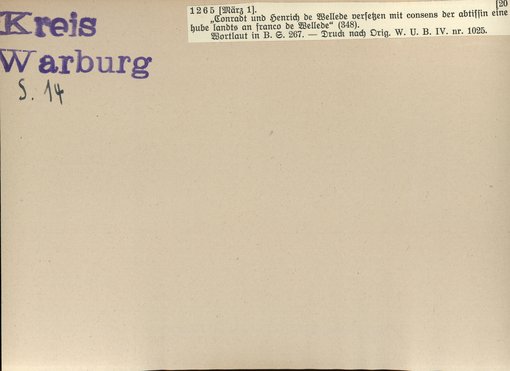 Kreis
Warburg
S. 14
[20
1265 [März 1].
„Conradt und Henrich de Wellede versetzen mit consens der abtissin eine
hube landts an Franco de Wellede“ (348).
Wortlaut in B. S. 267. — Druck nach Orig. W. U. B. IV. nr. 1025.